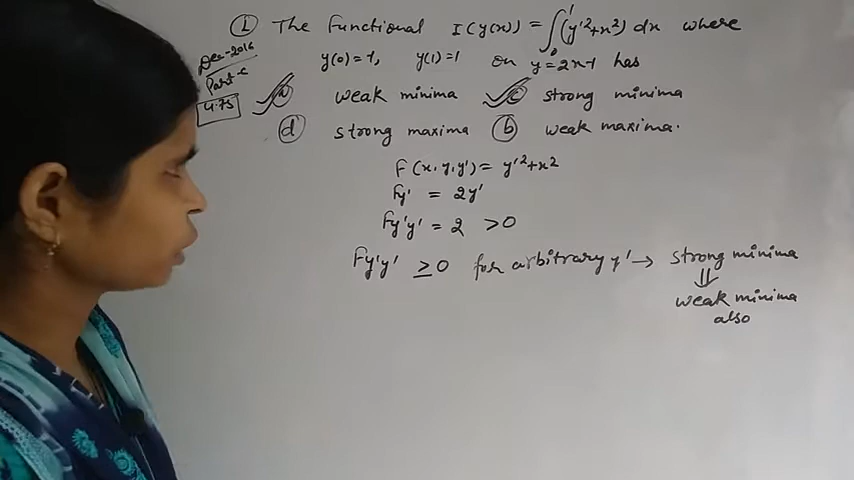 ① The functional I(y(x)) = ∫₀¹ (y'²+x²) dx where
Dec-2016
Part-c
4.75
y(0)=-1, y(1)=1 on y=2x-1 has
ⓐ weak minima ⓒ strong minima
ⓓ strong maxima ⓑ weak maxima.
F(x,y,y') = y'²+x²
Fy' = 2y'
Fy'y' = 2 >0
Fy'y' ≥0 for arbitrary y' → strong minima
⇓
weak minima
also